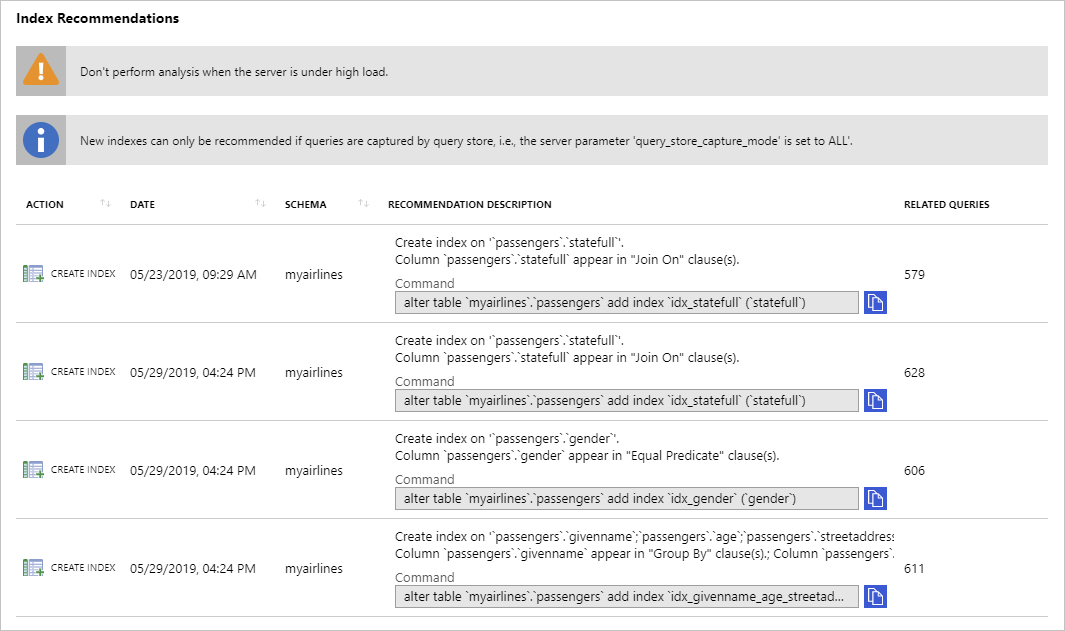 Index Recommendations
Don't perform analysis when the server is under high load.
New indexes can only be recommended if queries are captured by query store, i.e., the server parameter 'query_store_capture_mode' is set to ALL'.
ACTION DATE SCHEMA RECOMMENDATION DESCRIPTION RELATED QUERIES
Create index on '`passengers`.`statefull`'.
Column `passengers`.`statefull` appear in "Join On" clause(s).
CREATE INDEX 05/23/2019, 09:29 AM myairlines 579
Command
alter table `myairlines`.`passengers` add index `idx_statefull` (`statefull`)
Create index on '`passengers`.`statefull`'.
Column `passengers`.`statefull` appear in "Join On" clause(s).
CREATE INDEX 05/29/2019, 04:24 PM myairlines 628
Command
alter table `myairlines`.`passengers` add index `idx_statefull` (`statefull`)
Create index on '`passengers`.`gender`'.
Column `passengers`.`gender` appear in "Equal Predicate" clause(s).
CREATE INDEX 05/29/2019, 04:24 PM myairlines 606
Command
alter table `myairlines`.`passengers` add index `idx_gender` (`gender`)
Create index on '`passengers`.`givenname`;`passengers`.`age`;`passengers`.`streetaddress
Column `passengers`.`givenname` appear in "Group By" clause(s).; Column `passengers`.
CREATE INDEX 05/29/2019, 04:24 PM myairlines 611
Command
alter table `myairlines`.`passengers` add index `idx_givenname_age_streetad...